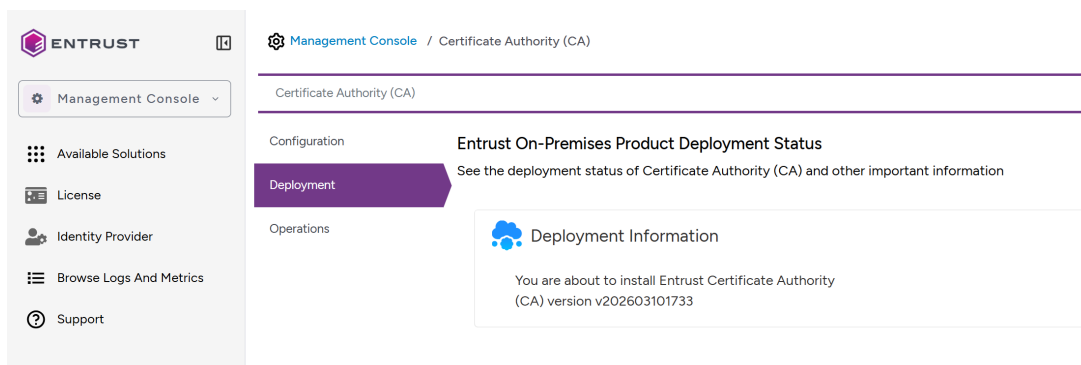 ENTRUST
Management Console
Available Solutions
License
Identity Provider
Browse Logs And Metrics
Support
Management Console / Certificate Authority (CA)
Certificate Authority (CA)
Configuration
Deployment
Operations
Entrust On-Premises Product Deployment Status
See the deployment status of Certificate Authority (CA) and other important information
Deployment Information
You are about to install Entrust Certificate Authority
(CA) version v202603101733